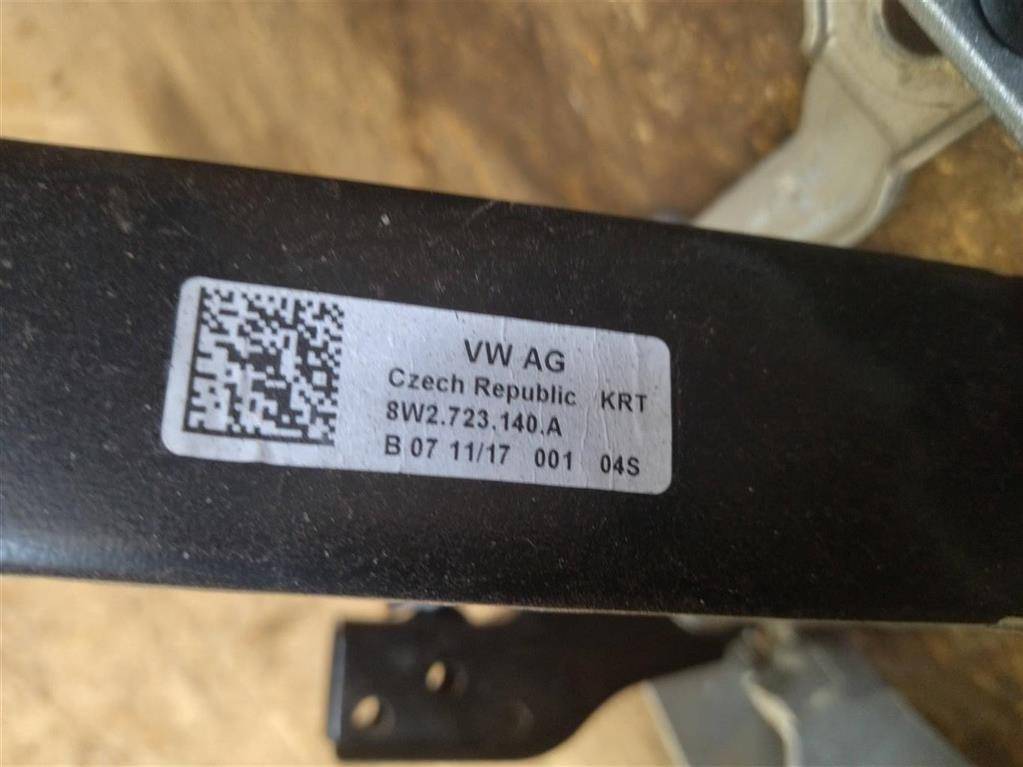 VW AG
Czech Republic KRT
8W2.723.140.A
B 07 11/17 001 04S